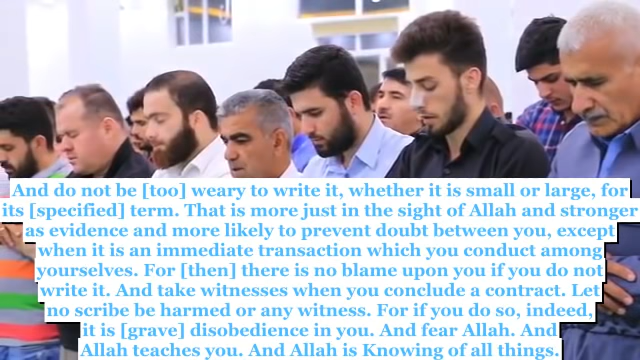 And do not be [too] weary to write it, whether it is small or large, for
its [specified] term. That is more just in the sight of Allah and stronger
as evidence and more likely to prevent doubt between you, except
when it is an immediate transaction which you conduct among
yourselves. For [then] there is no blame upon you if you do not
write it. And take witnesses when you conclude a contract. Let
no scribe be harmed or any witness. For if you do so, indeed,
it is [grave] disobedience in you. And fear Allah. And
Allah teaches you. And Allah is Knowing of all things.